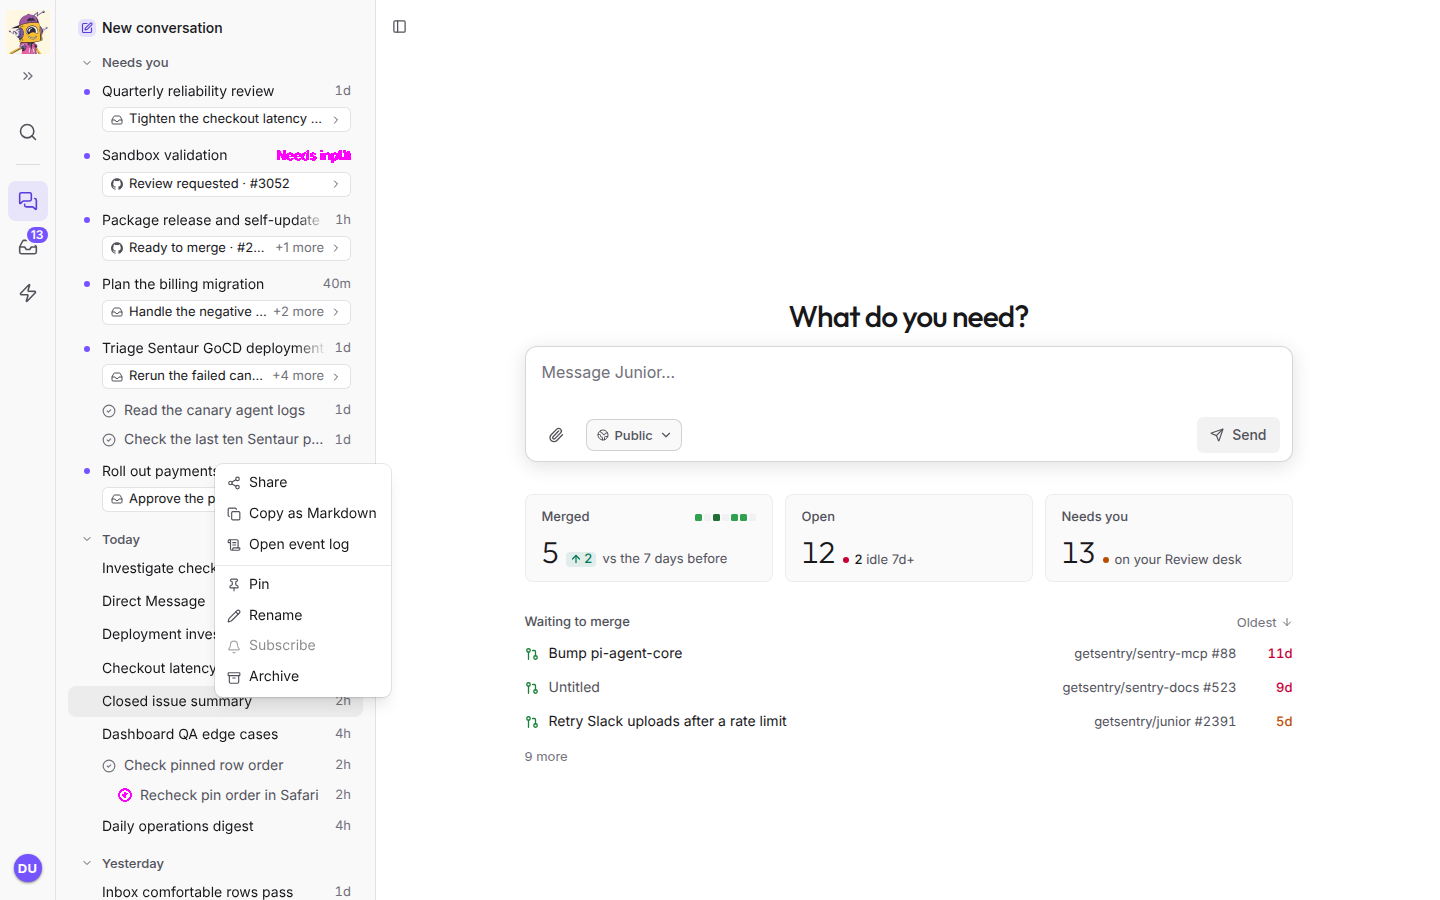 New conversation
Needs you
Quarterly reliability review 1d
Tighten the checkout latency ...
Sandbox validation Needs input
Review requested · #3052
Package release and self-update 1h
Ready to merge · #2... +1 more
Plan the billing migration 40m
Handle the negative ... +2 more
Triage Sentaur GoCD deployment 1d
Rerun the failed can... +4 more
Read the canary agent logs 1d
Check the last ten Sentaur p... 1d
Roll out payments
Approve the p
Today
Investigate check
Direct Message
Deployment inves
Checkout latency
Closed issue summary 2h
Dashboard QA edge cases 4h
Check pinned row order 2h
Recheck pin order in Safari 2h
Daily operations digest 4h
Yesterday
Inbox comfortable rows pass 1d
13
DU
Share
Copy as Markdown
Open event log
Pin
Rename
Subscribe
Archive
What do you need?
Message Junior...
Public
Send
Merged
5 2 vs the 7 days before
Open
12 2 idle 7d+
Needs you
13 on your Review desk
Waiting to merge Oldest
Bump pi-agent-core getsentry/sentry-mcp #88 11d
Untitled getsentry/sentry-docs #523 9d
Retry Slack uploads after a rate limit getsentry/junior #2391 5d
9 more